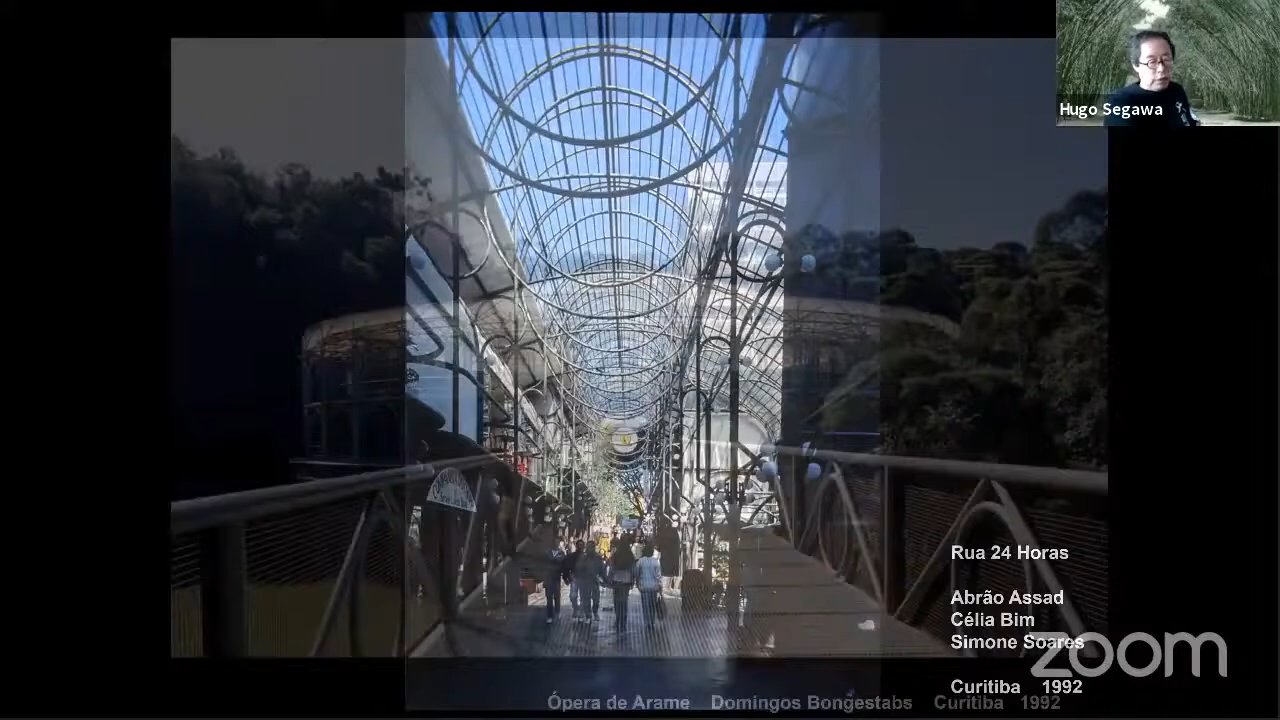 Hugo Segawa
Rua 24 Horas
Abrão Assad
Célia Bim
Simone Soares
zoom
Curitiba 1992
Ópera de Arame Domingos Bongestabs Curitiba 1992